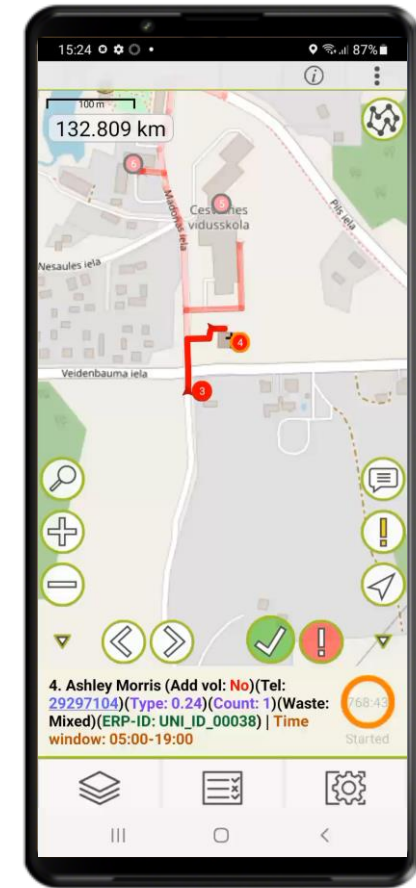 15:24
87%
100 m
132.809 km
6
5
Cesvaines
vidusskola
Madonas iela
Pils iela
Nesaules iela
4
Veidenbauma iela
3
4. Ashley Morris (Add vol: No)(Tel:
29297104)(Type: 0.24)(Count: 1)(Waste:
Mixed)(ERP-ID: UNI_ID_00038) | Time
window: 05:00-19:00
768:43
Started